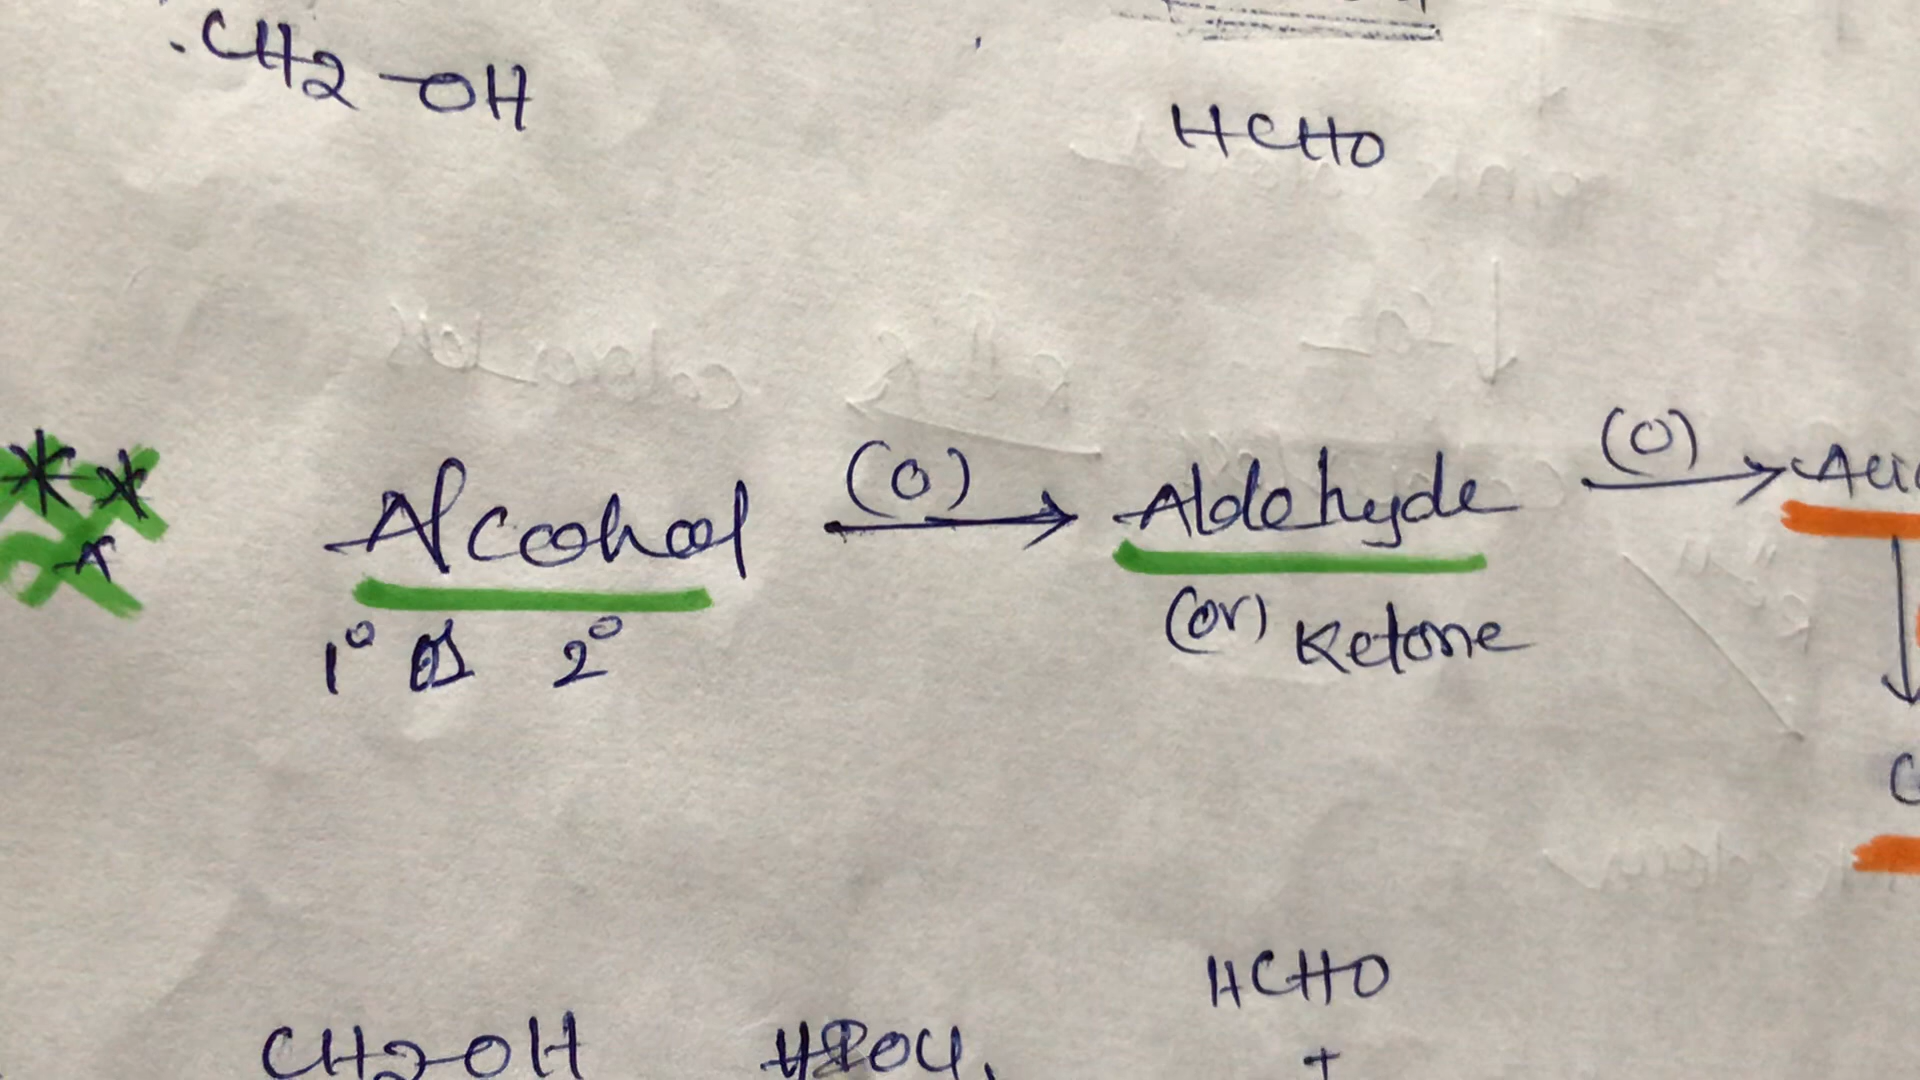 .CH2-OH
HCHO
Alcohol (O) → Aldehyde (O) →
1° 2° (or) Ketone
HCHO
CH2OH +